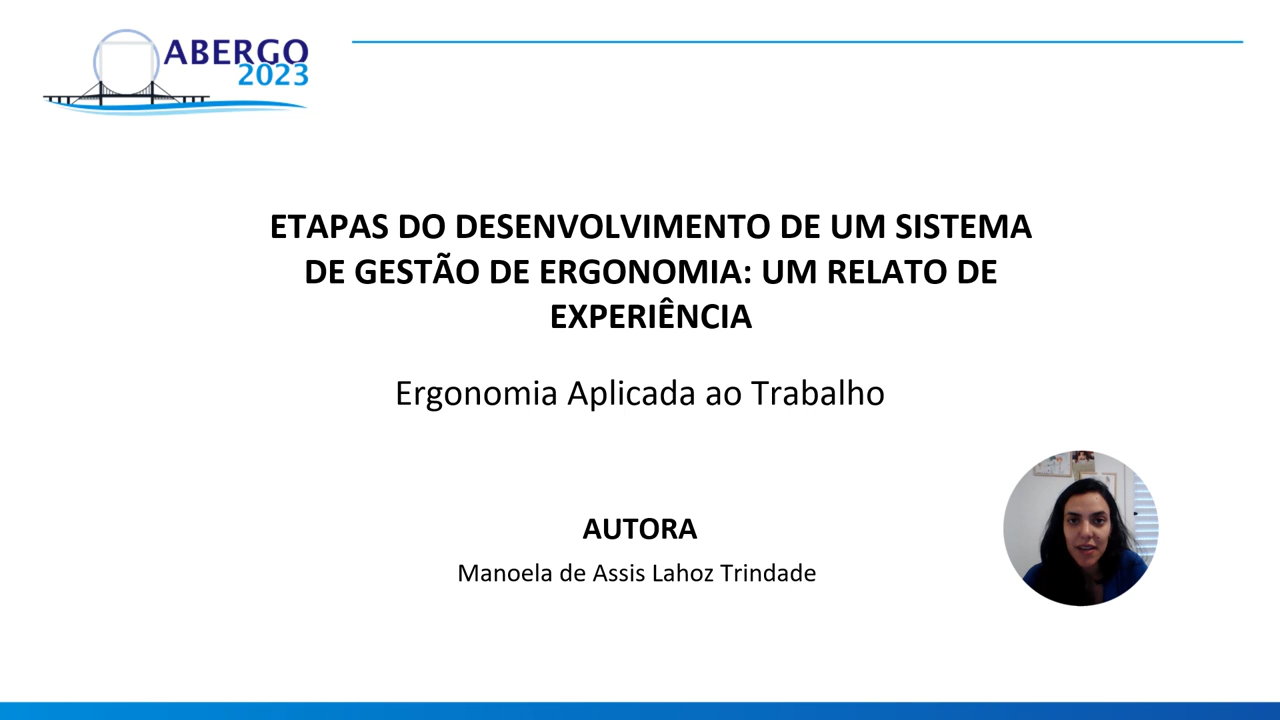 ABERGO
2023
ETAPAS DO DESENVOLVIMENTO DE UM SISTEMA
DE GESTÃO DE ERGONOMIA: UM RELATO DE
EXPERIÊNCIA
Ergonomia Aplicada ao Trabalho
AUTORA
Manoela de Assis Lahoz Trindade